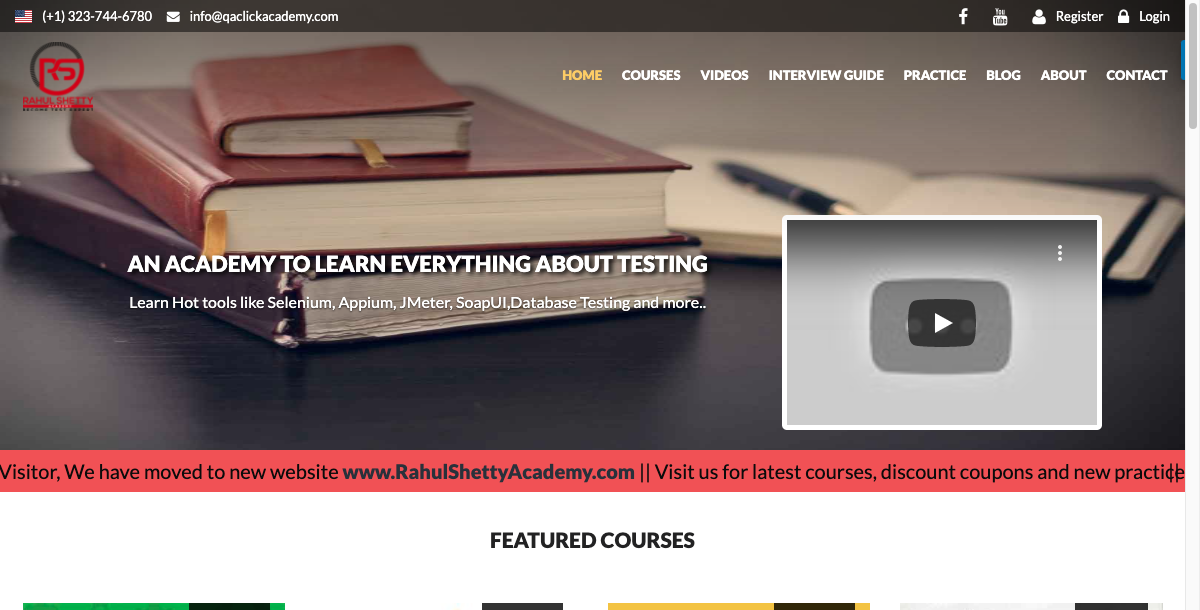 (+1) 323-744-6780 info@qaclickacademy.com Register Login
RS
RAHUL SHETTY
HOME COURSES VIDEOS INTERVIEW GUIDE PRACTICE BLOG ABOUT CONTACT
AN ACADEMY TO LEARN EVERYTHING ABOUT TESTING
Learn Hot tools like Selenium, Appium, JMeter, SoapUI,Database Testing and more..
Visitor, We have moved to new website www.RahulShettyAcademy.com || Visit us for latest courses, discount coupons and new practice
FEATURED COURSES